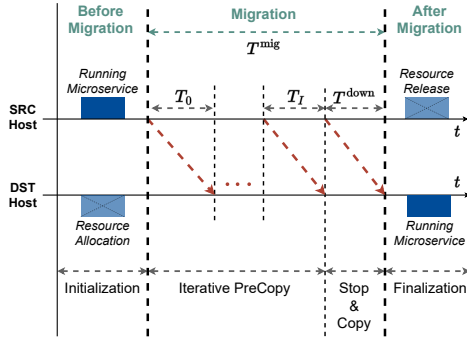 Before
Migration
Migration
After
Migration
T^mig
Running
Microservice
T_0
T_I
T^down
Resource
Release
SRC
Host
t
DST
Host
...
t
Resource
Allocation
Running
Microservice
Initialization
Iterative PreCopy
Stop
&
Copy
Finalization